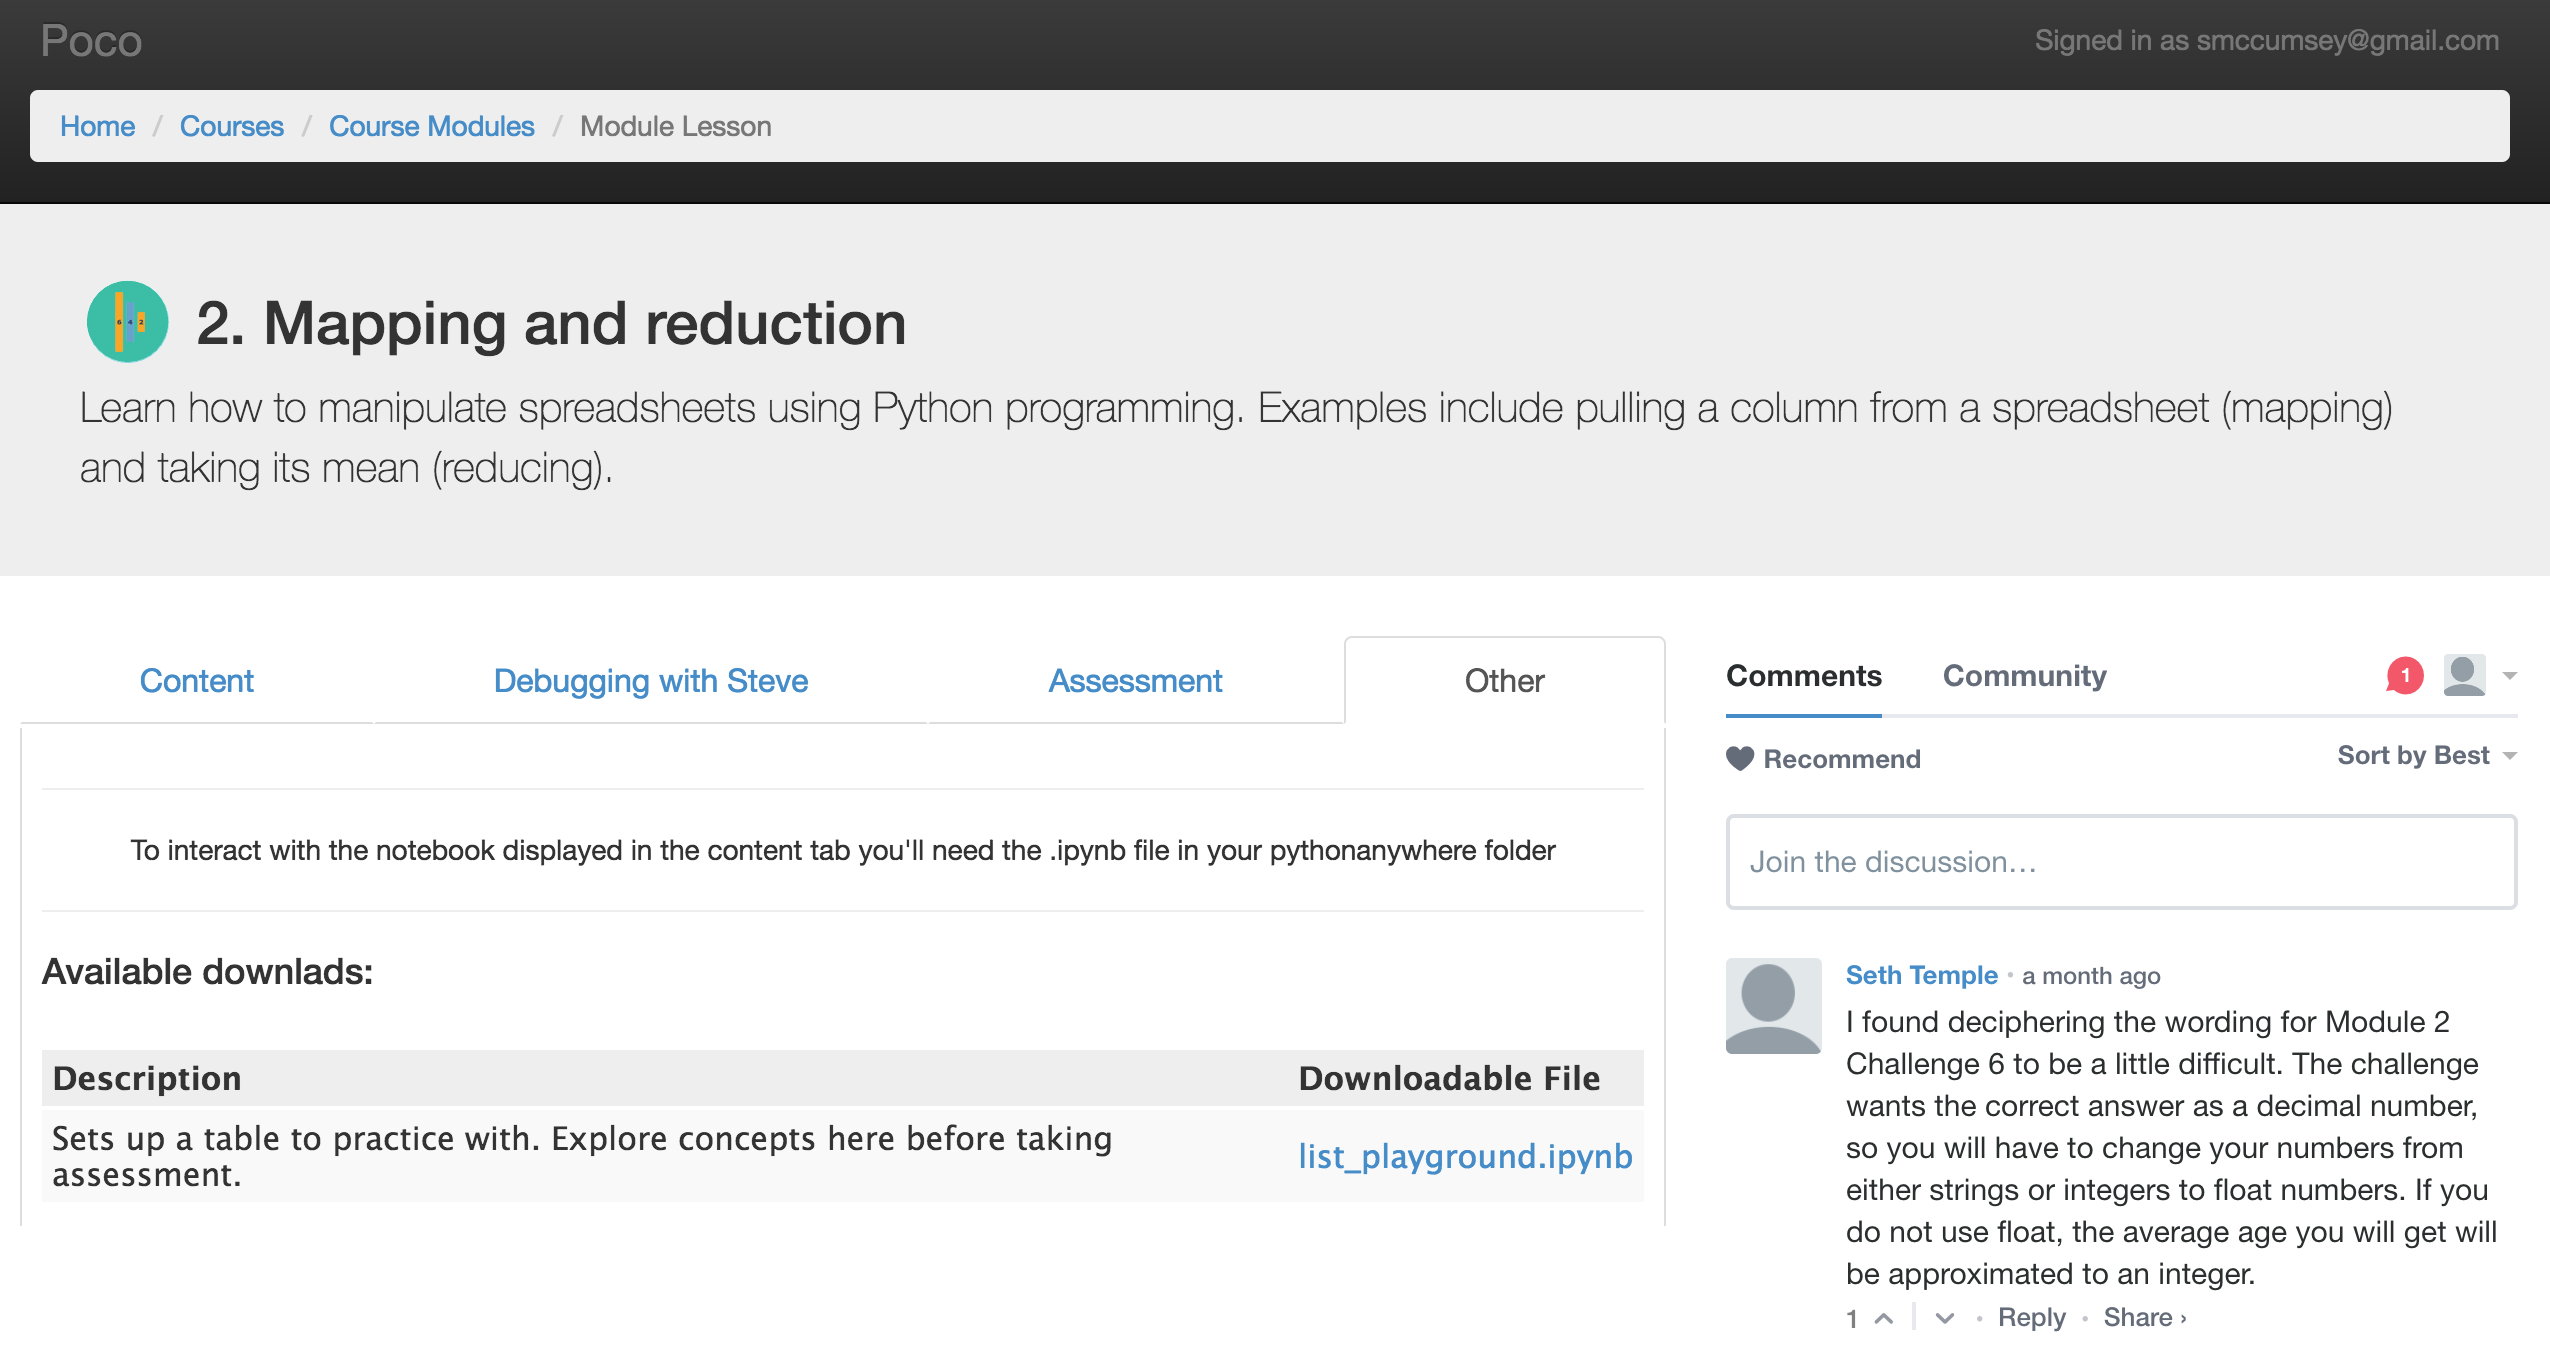 Poco
Signed in as smccumsey@gmail.com
Home / Courses / Course Modules / Module Lesson
6 4 2
2. Mapping and reduction
Learn how to manipulate spreadsheets using Python programming. Examples include pulling a column from a spreadsheet (mapping)
and taking its mean (reducing).
Content
Debugging with Steve
Assessment
Other
To interact with the notebook displayed in the content tab you'll need the .ipynb file in your pythonanywhere folder
Available downlads:
Description
Downloadable File
Sets up a table to practice with. Explore concepts here before taking
assessment.
list_playground.ipynb
Comments
Community
1
Recommend
Sort by Best
Join the discussion...
Seth Temple • a month ago
I found deciphering the wording for Module 2
Challenge 6 to be a little difficult. The challenge
wants the correct answer as a decimal number,
so you will have to change your numbers from
either strings or integers to float numbers. If you
do not use float, the average age you will get will
be approximated to an integer.
1 • Reply • Share ›